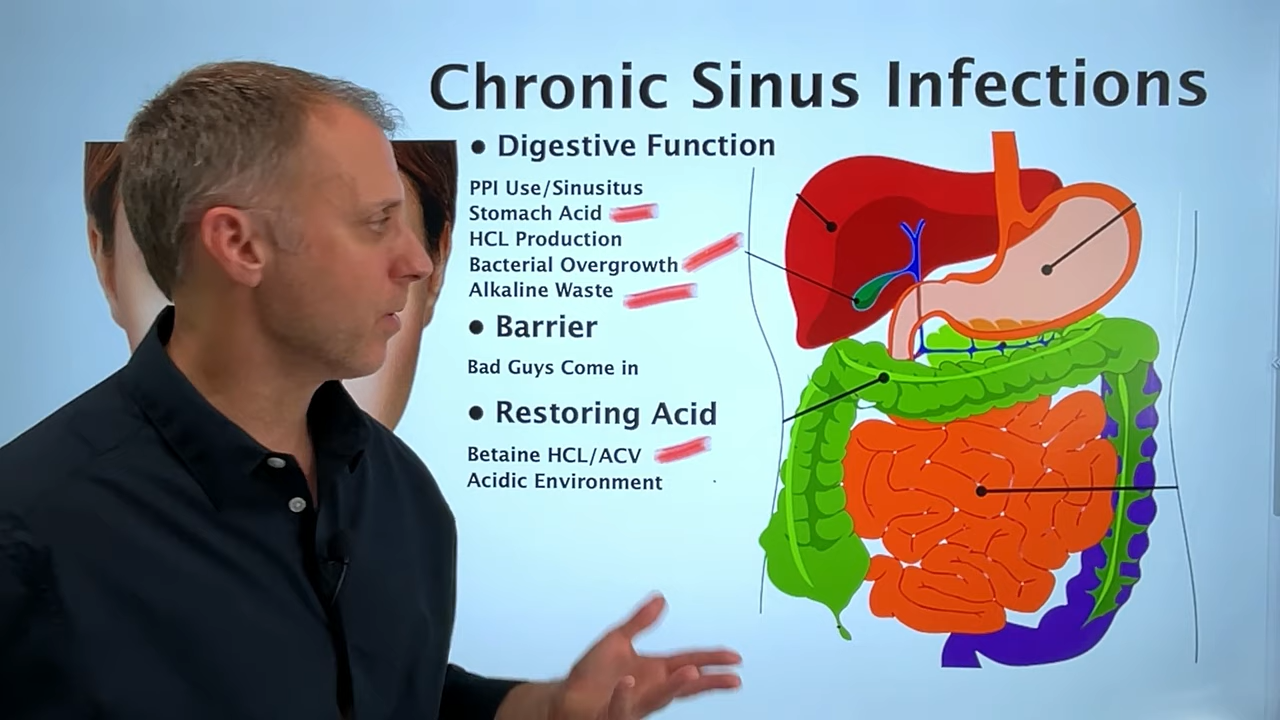 Chronic Sinus Infections
• Digestive Function
PPI Use/Sinusitus
Stomach Acid
HCL Production
Bacterial Overgrowth
Alkaline Waste
• Barrier
Bad Guys Come in
• Restoring Acid
Betaine HCL/ACV
Acidic Environment